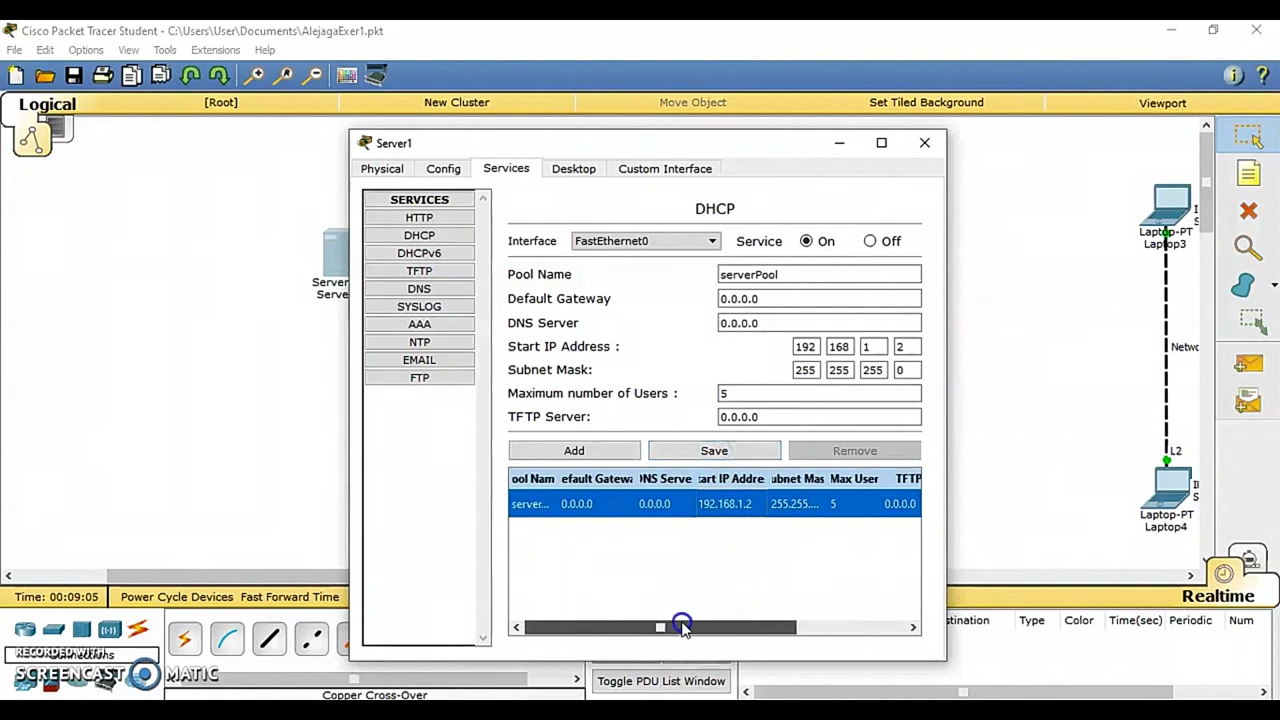 Cisco Packet Tracer Student - C:\Users\User\Documents\AlejagaExer1.pkt
File Edit Options View Tools Extensions Help
Logical [Root] New Cluster Move Object Set Tiled Background Viewport
Server1
Physical Config Services Desktop Custom Interface
SERVICES
HTTP
DHCP
DHCPv6
TFTP
DNS
SYSLOG
AAA
NTP
EMAIL
FTP
DHCP
Interface FastEthernet0 Service On Off
Pool Name serverPool
Default Gateway 0.0.0.0
DNS Server 0.0.0.0
Start IP Address : 192 168 1 2
Subnet Mask: 255 255 255 0
Maximum number of Users : 5
TFTP Server: 0.0.0.0
Add Save Remove
ool Nam efault Gatewa NS Serve tart IP Addre ubnet Mas Max User TFTP
server... 0.0.0.0 0.0.0.0 192.168.1.2 255.255.... 5 0.0.0.0
Server
Serve
Laptop-PT
Laptop3
Netwo
L2
Laptop-PT
Laptop4
Time: 00:09:05 Power Cycle Devices Fast Forward Time Realtime
stination Type Color Time(sec) Periodic Num
Connections
RECORDED WITH
SCREENCAST MATIC
Copper Cross-Over
Toggle PDU List Window